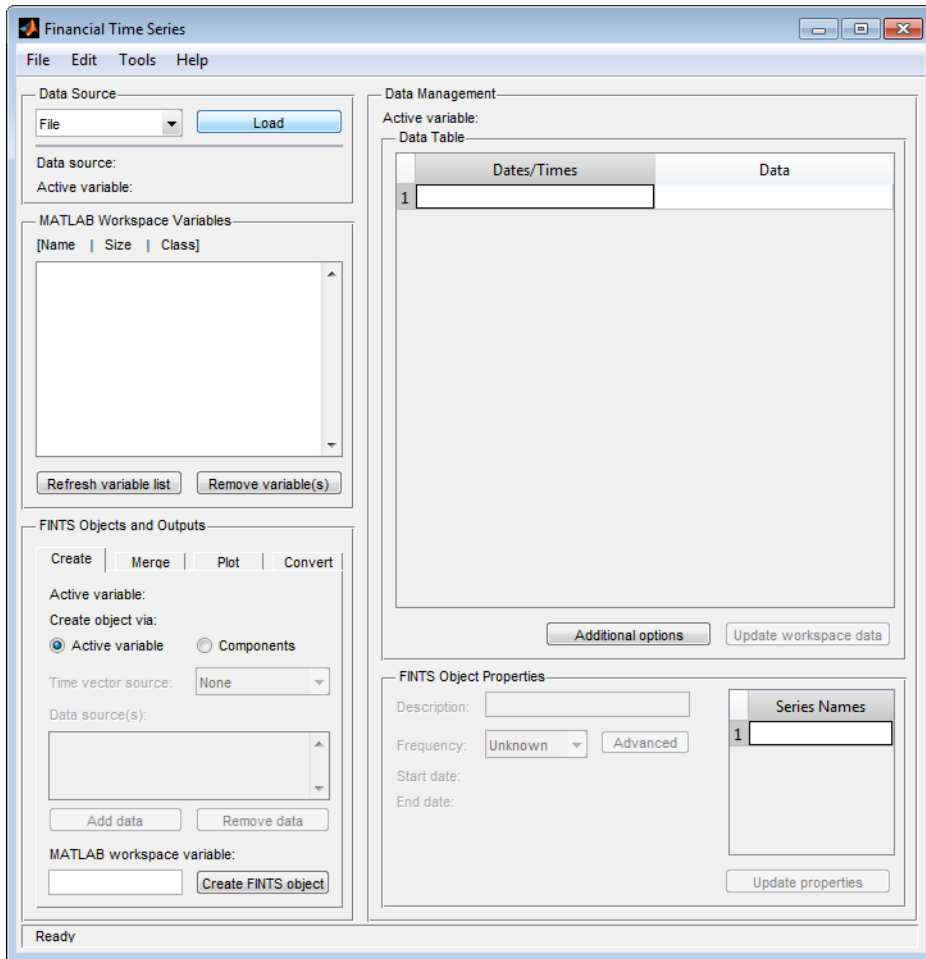 Financial Time Series
File Edit Tools Help
Data Source
File Load
Data source:
Active variable:
MATLAB Workspace Variables
[Name | Size | Class]
Refresh variable list Remove variable(s)
FINTS Objects and Outputs
Create Merge Plot Convert
Active variable:
Create object via:
Active variable Components
Time vector source: None
Data source(s):
Add data Remove data
MATLAB workspace variable:
Create FINTS object
Data Management
Active variable:
Data Table
Dates/Times Data
1
Additional options Update workspace data
FINTS Object Properties
Description:
Frequency: Unknown Advanced
Start date:
End date:
Series Names
1
Update properties
Ready